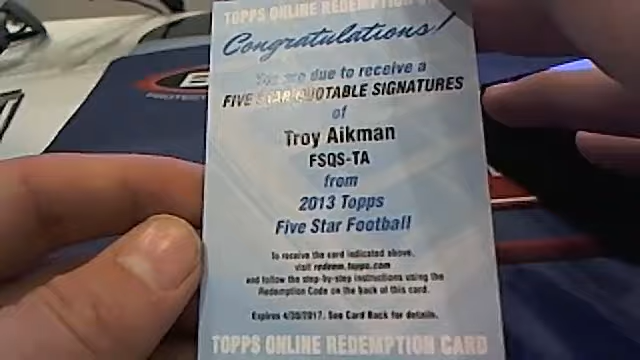 TOPPS ONLINE REDEMPTION
Congratulations!
You are due to receive a
FIVE STAR QUOTABLE SIGNATURES
of
Troy Aikman
FSQS-TA
from
2013 Topps
Five Star Football
To receive the card indicated above,
visit redeem.topps.com
and follow the step-by-step instructions using the
Redemption Code on the back of this card.
Expires 4/30/2017. See Card Back for details.
TOPPS ONLINE REDEMPTION CARD